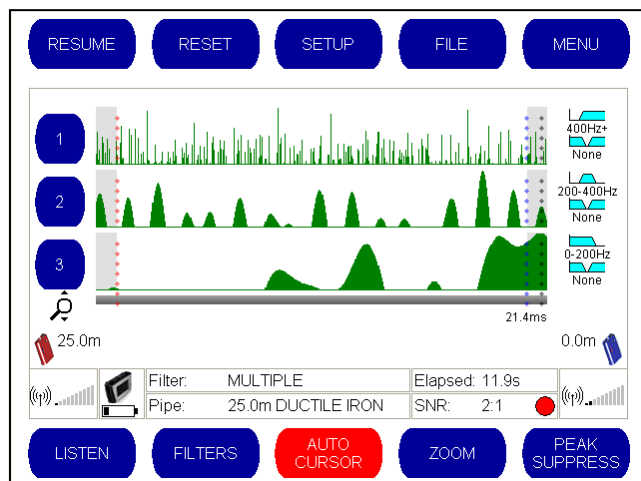 RESUME RESET SETUP FILE MENU
1
400Hz+
None
2
200-400Hz
None
3
0-200Hz
None
21.4ms
25.0m 0.0m
Filter: MULTIPLE Elapsed: 11.9s
Pipe: 25.0m DUCTILE IRON SNR: 2:1
LISTEN FILTERS AUTO CURSOR ZOOM PEAK SUPPRESS